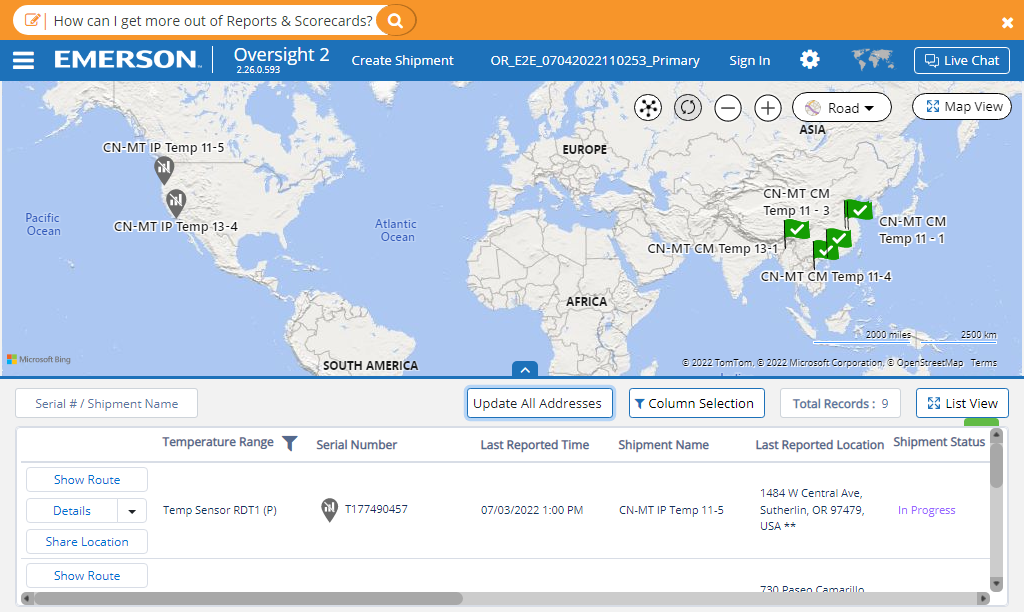 How can I get more out of Reports & Scorecards?
EMERSON
Oversight 2
2.26.0.593
Create Shipment
OR_E2E_07042022110253_Primary
Sign In
Live Chat
Road
Map View
ASIA
EUROPE
CN-MT IP Temp 11-5
CN-MT CM
Temp 11 - 3
Pacific
Ocean
CN-MT IP Temp 13-4
Atlantic
Ocean
CN-MT CM
Temp 11 - 1
CN-MT CM Temp 13-1
CN-MT CM Temp 11-4
AFRICA
2000 miles
2500 km
Microsoft Bing
SOUTH AMERICA
© 2022 TomTom, © 2022 Microsoft Corporation, © OpenStreetMap Terms
Serial # / Shipment Name
Update All Addresses
Column Selection
Total Records : 9
List View
Temperature Range
Serial Number
Last Reported Time
Shipment Name
Last Reported Location
Shipment Status
Show Route
Details
Share Location
Temp Sensor RDT1 (P)
T177490457
07/03/2022 1:00 PM
CN-MT IP Temp 11-5
1484 W Central Ave,
Sutherlin, OR 97479,
USA **
In Progress
Show Route
730 Paseo Camarillo